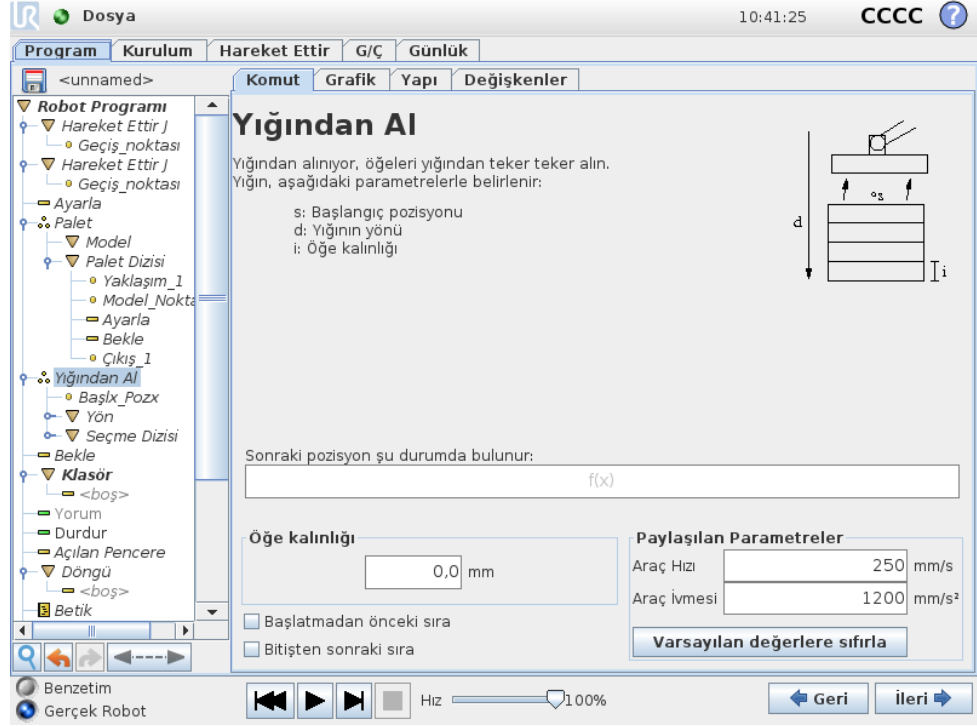 UR Dosya 10:41:25 CCCC ?
Program Kurulum Hareket Ettir G/Ç Günlük
<unnamed> Komut Grafik Yapı Değişkenler
Robot Programı
Hareket Ettir J
Geçiş_noktası
Hareket Ettir J
Geçiş_noktası
Ayarla
Palet
Model
Palet Dizisi
Yaklaşım_1
Model_Nokta
Ayarla
Bekle
Çıkış_1
Yığından Al
Başlx_Pozx
Yön
Seçme Dizisi
Bekle
Klasör
<boş>
Yorum
Durdur
Açılan Pencere
Döngü
<boş>
Betik
Yığından Al
Yığından alınıyor, öğeleri yığından teker teker alın.
Yığın, aşağıdaki parametrelerle belirlenir:
s: Başlangıç pozisyonu
d: Yığının yönü
i: Öğe kalınlığı
s
d
i
Sonraki pozisyon şu durumda bulunur:
f(x)
Öğe kalınlığı
0,0 mm
Başlatmadan önceki sıra
Bitişten sonraki sıra
Paylaşılan Parametreler
Araç Hızı 250 mm/s
Araç İvmesi 1200 mm/s²
Varsayılan değerlere sıfırla
Benzetim
Gerçek Robot
Hız 100%
Geri İleri